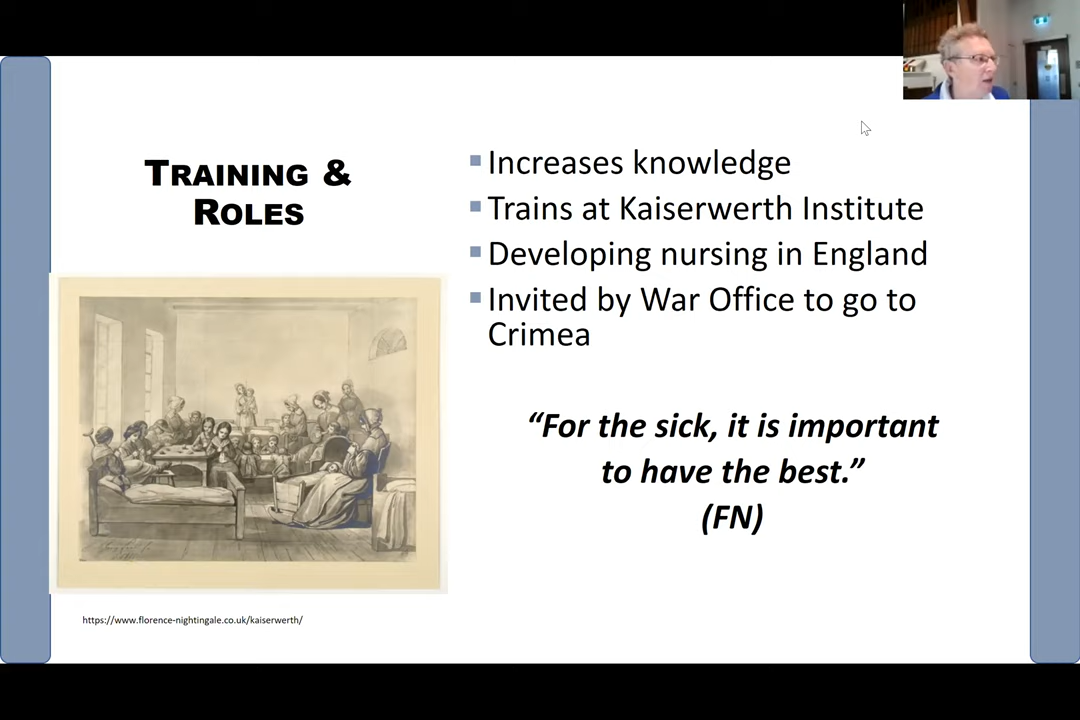 TRAINING &
ROLES
Increases knowledge
Trains at Kaiserwerth Institute
Developing nursing in England
Invited by War Office to go to
Crimea
“For the sick, it is important
to have the best.”
(FN)
https://www.florence-nightingale.co.uk/kaiserwerth/